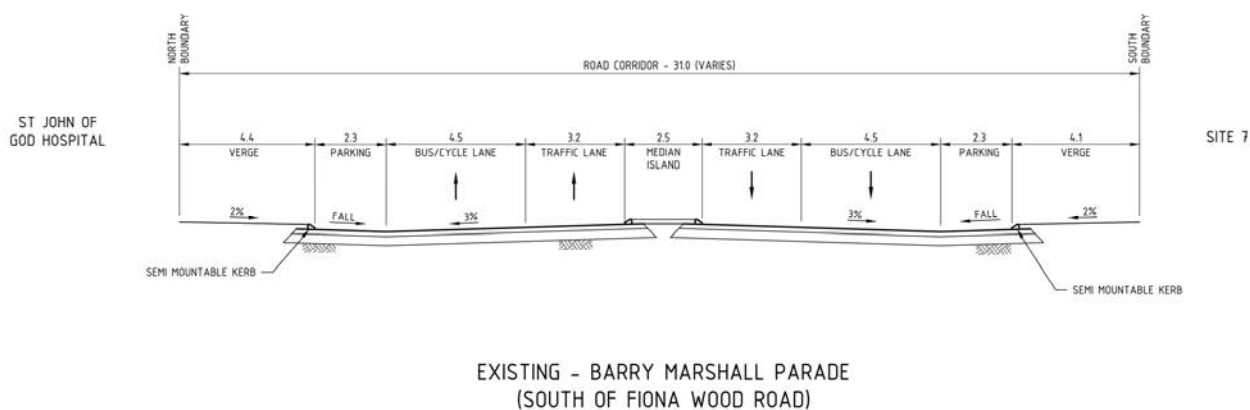 NORTH
BOUNDARY
SOUTH
BOUNDARY
ROAD CORRIDOR - 31.0 (VARIES)
ST JOHN OF
GOD HOSPITAL
SITE 7
4.4
VERGE
2.3
PARKING
4.5
BUS/CYCLE LANE
3.2
TRAFFIC LANE
2.5
MEDIAN
ISLAND
3.2
TRAFFIC LANE
4.5
BUS/CYCLE LANE
2.3
PARKING
4.1
VERGE
2%
FALL
3%
3%
FALL
2%
SEMI MOUNTABLE KERB
SEMI MOUNTABLE KERB
EXISTING - BARRY MARSHALL PARADE
(SOUTH OF FIONA WOOD ROAD)